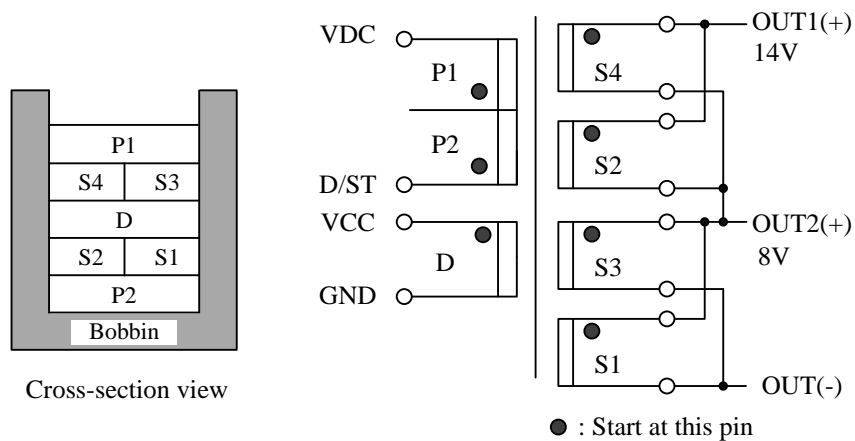 P1
S4 S3
D
S2 S1
P2
Bobbin
Cross-section view
VDC
P1
P2
D/ST
VCC
D
GND
S4
S2
S3
S1
OUT1(+)
14V
OUT2(+)
8V
OUT(-)
: Start at this pin